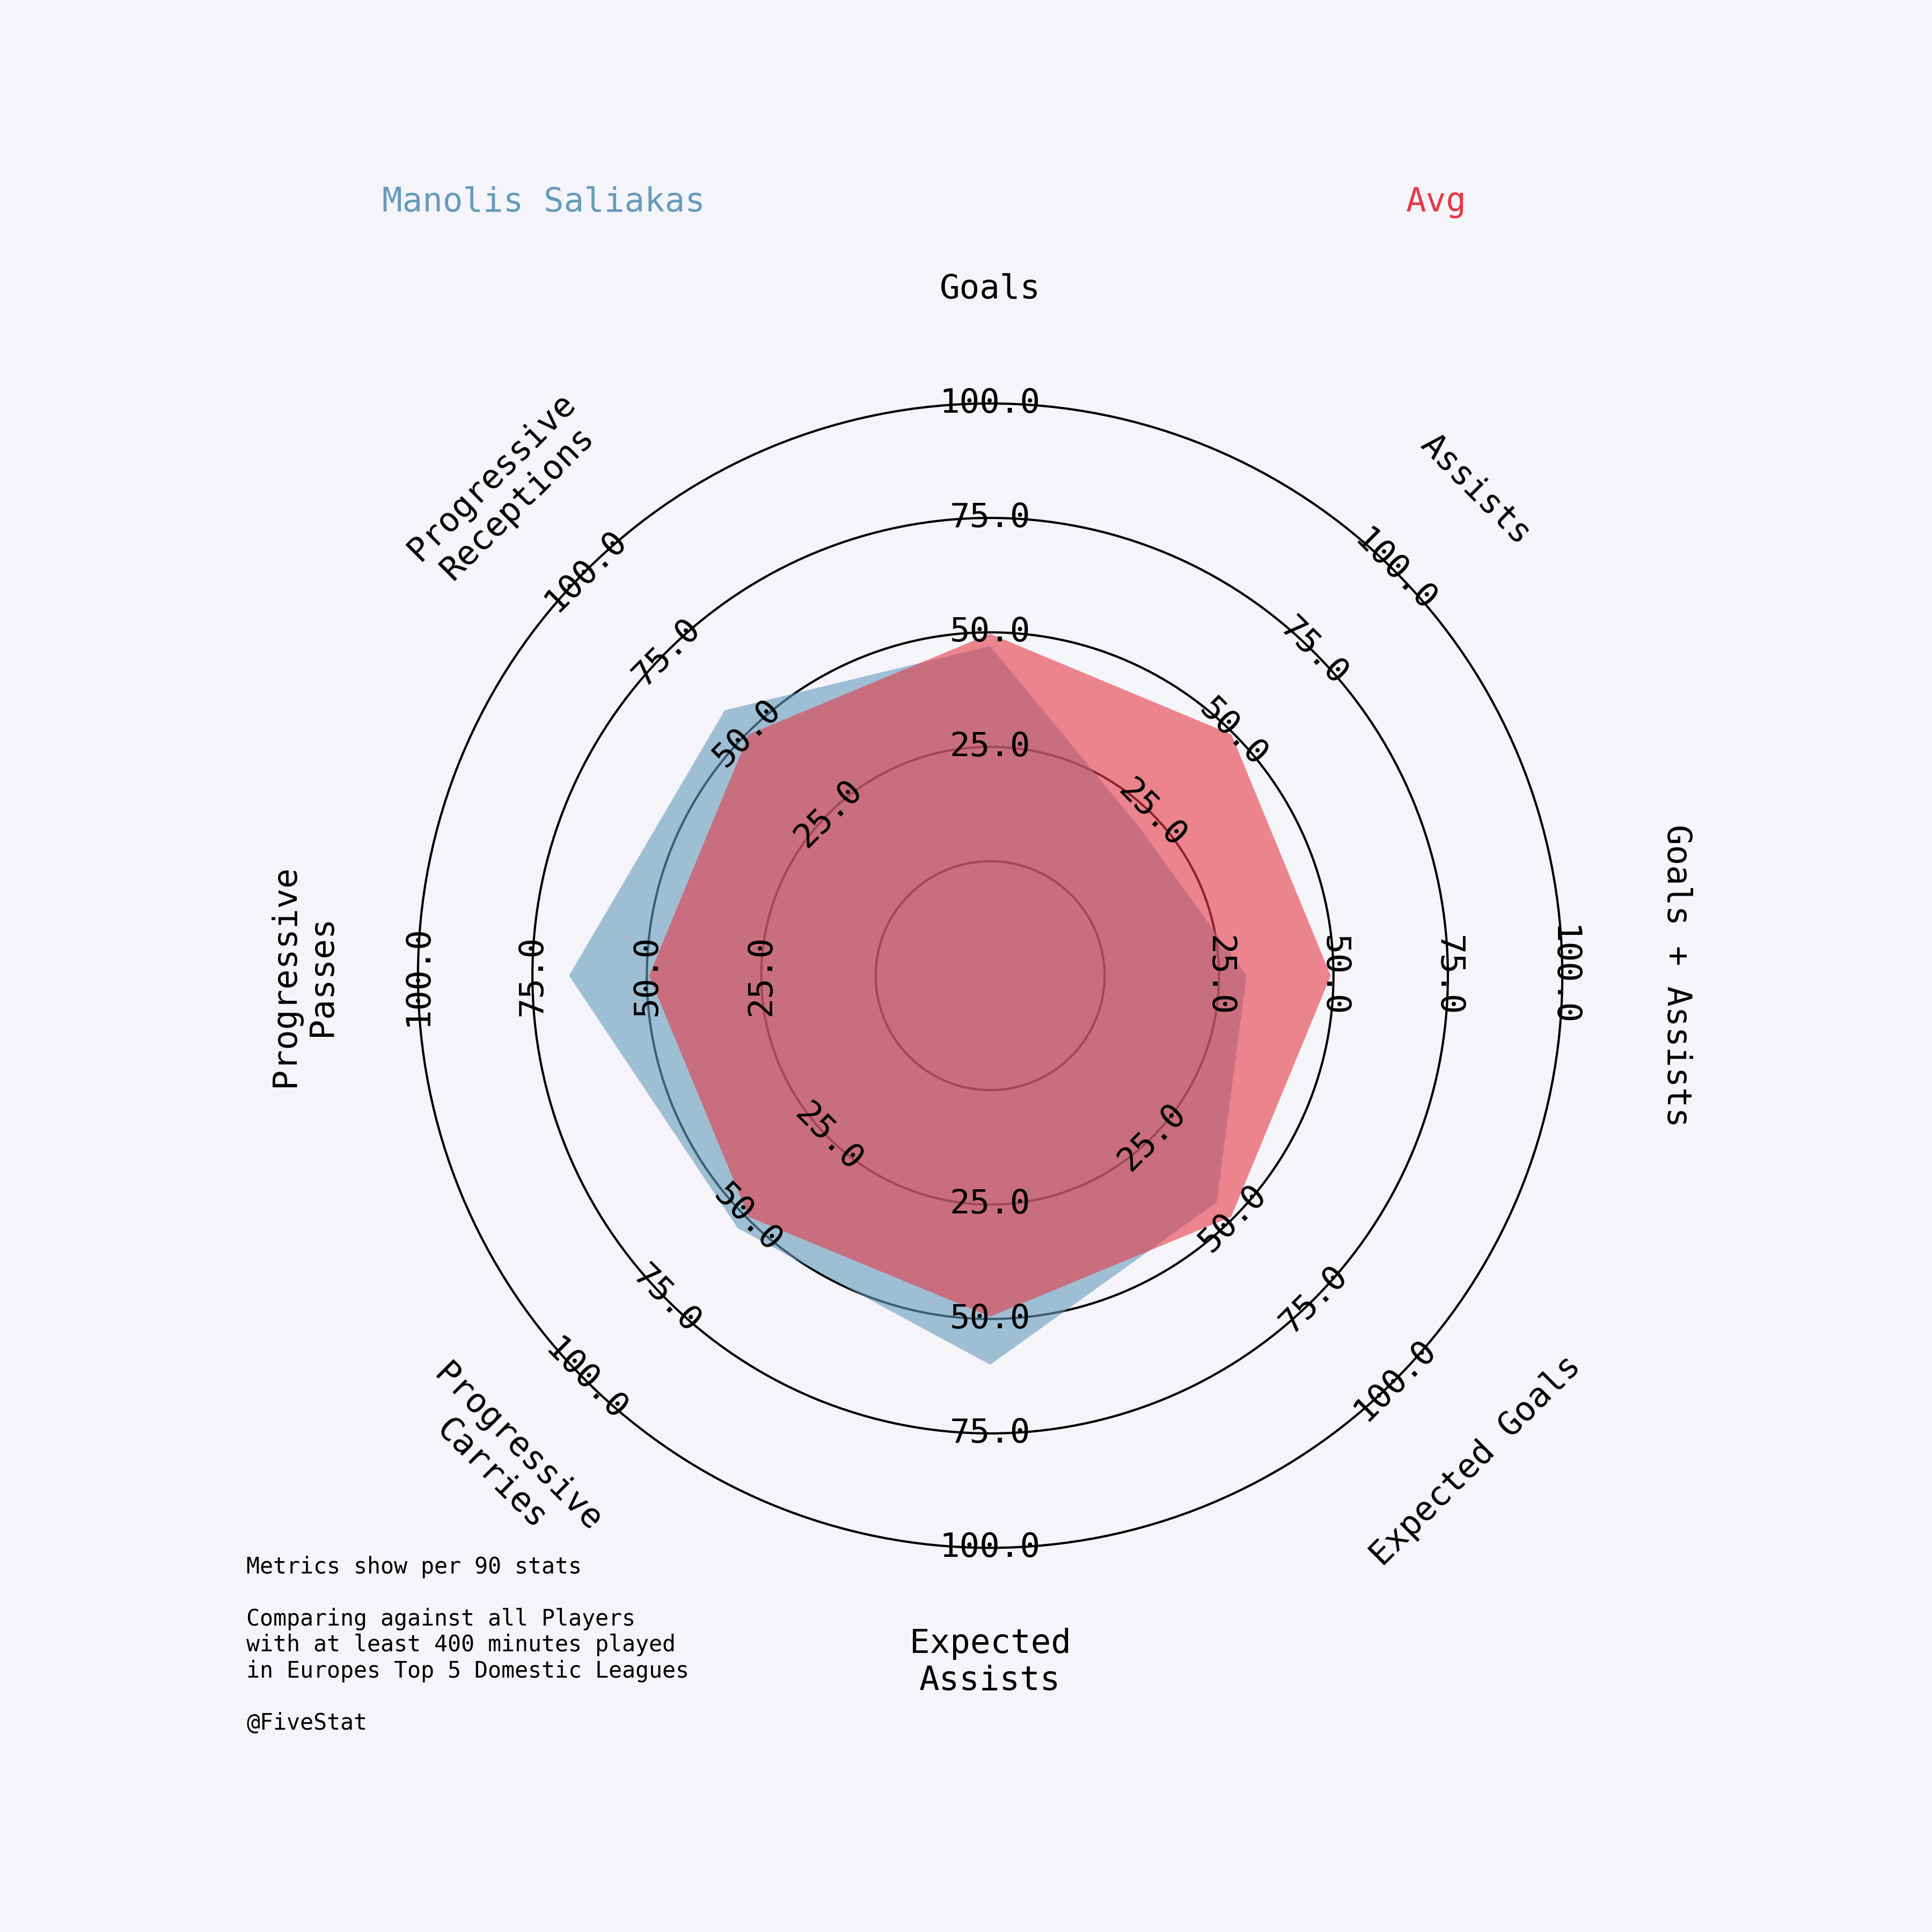 Manolis Saliakas
Avg
Goals
Assists
Goals + Assists
Expected Goals
Expected
Assists
Progressive
Carries
Progressive
Passes
Progressive
Receptions
25.0
50.0
75.0
100.0
25.0
50.0
75.0
100.0
25.0
50.0
75.0
100.0
25.0
50.0
75.0
100.0
25.0
50.0
75.0
100.0
25.0
50.0
75.0
100.0
25.0
50.0
75.0
100.0
25.0
50.0
75.0
100.0
Metrics show per 90 stats
Comparing against all Players
with at least 400 minutes played
in Europes Top 5 Domestic Leagues
@FiveStat